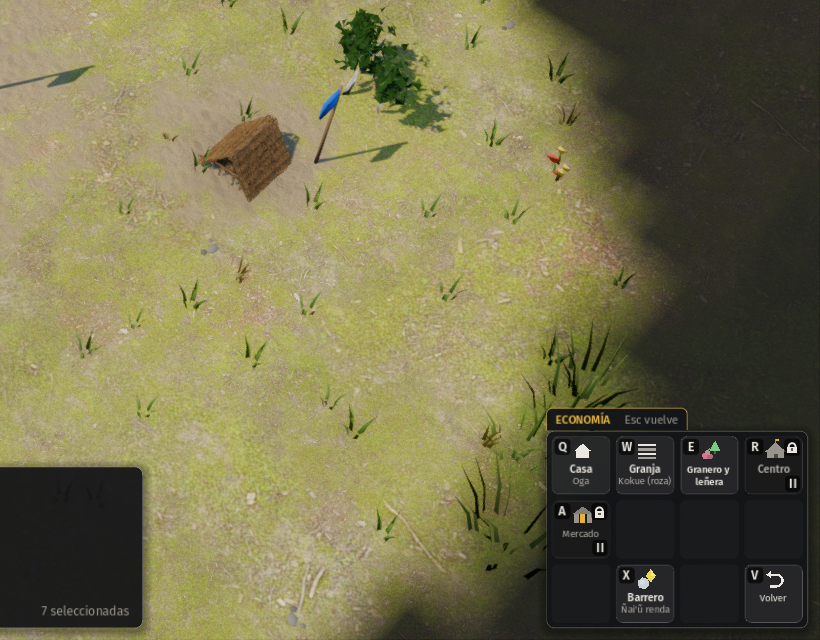 ECONOMÍA Esc vuelve
Q W E R
Casa Granja Granero y leñera Centro
Oga Kokue (roza) II
A
Mercado
II
X V
Barrero Volver
Ñai'ũ renda
7 seleccionadas